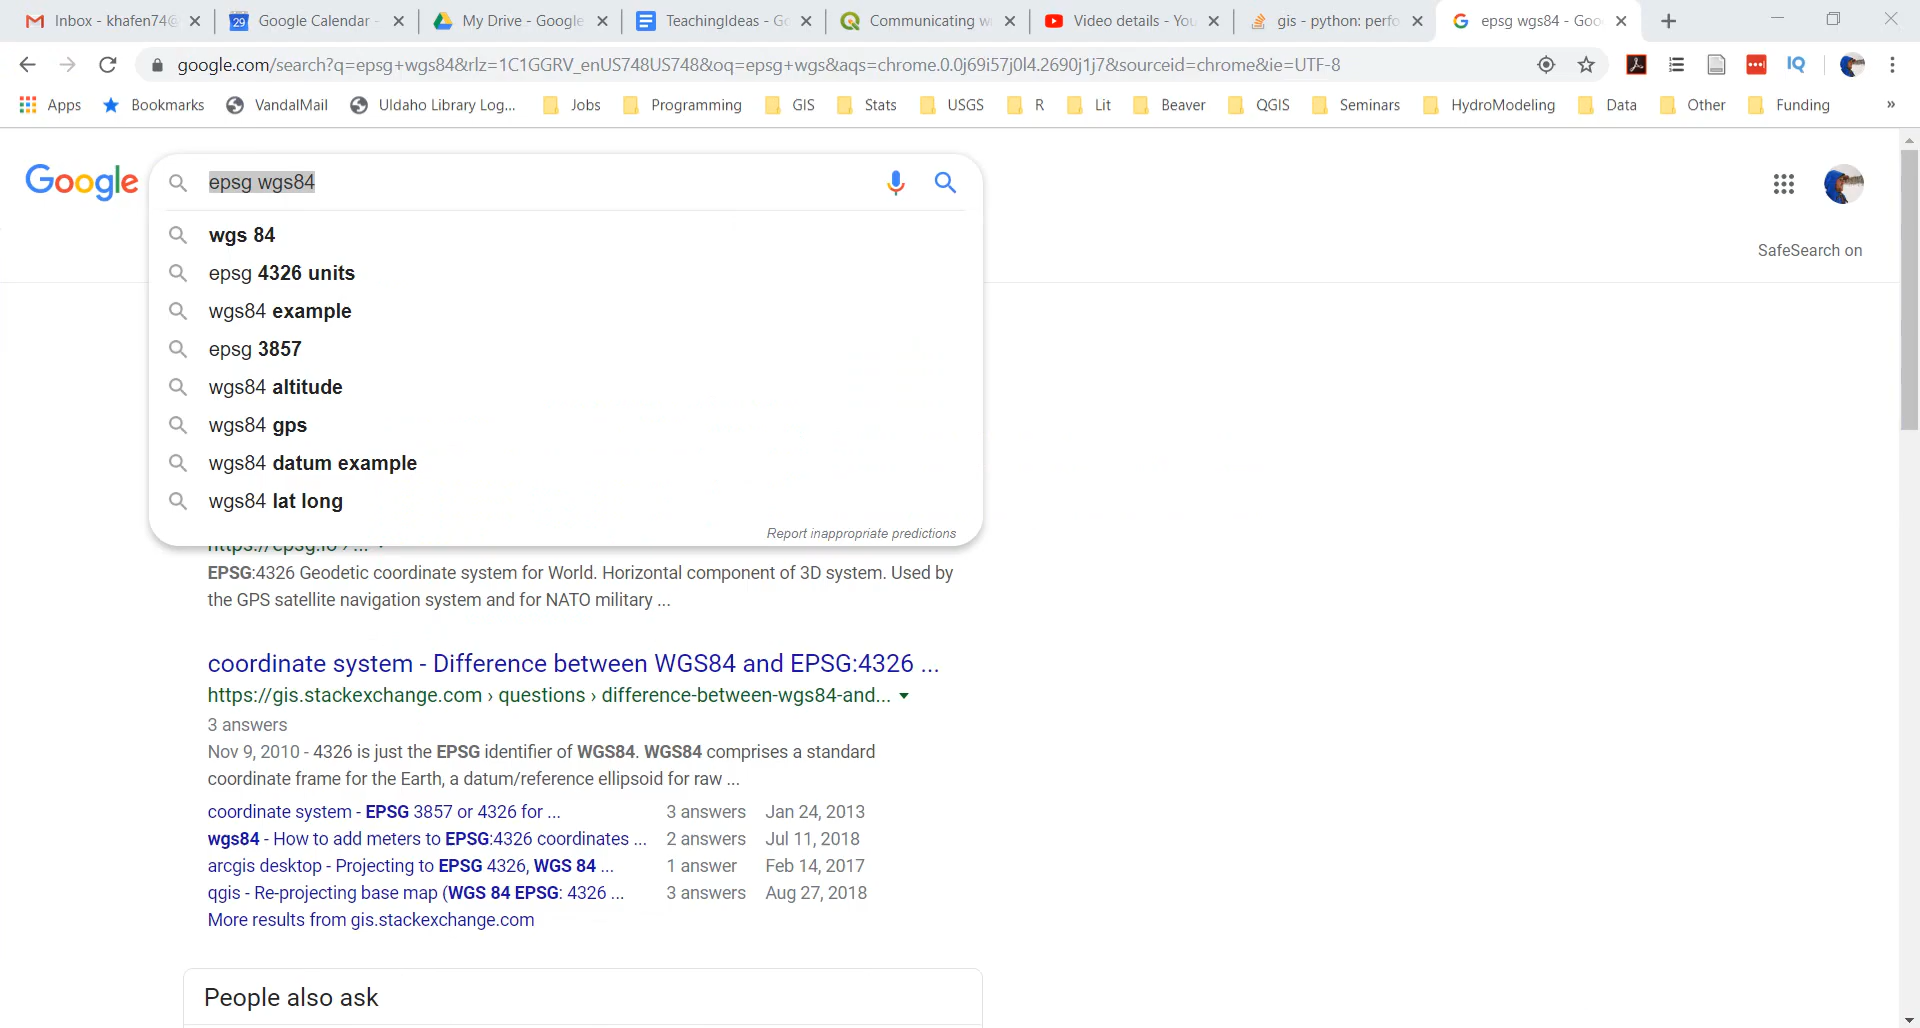 Inbox - khafen74@
Google Calendar -
My Drive - Google
TeachingIdeas - Go
Communicating w
Video details - You
gis - python: perfo
epsg wgs84 - Goo
google.com/search?q=epsg+wgs84&rlz=1C1GGRV_enUS748US748&oq=epsg+wgs&aqs=chrome.0.0j69i57j0l4.2690j1j7&sourceid=chrome&ie=UTF-8
Apps Bookmarks VandalMail UIdaho Library Log... Jobs Programming GIS Stats USGS R Lit Beaver QGIS Seminars HydroModeling Data Other Funding »
Google
epsg wgs84
SafeSearch on
wgs 84
epsg 4326 units
wgs84 example
epsg 3857
wgs84 altitude
wgs84 gps
wgs84 datum example
wgs84 lat long
Report inappropriate predictions
https://epsg.io › ...
EPSG:4326 Geodetic coordinate system for World. Horizontal component of 3D system. Used by
the GPS satellite navigation system and for NATO military ...
coordinate system - Difference between WGS84 and EPSG:4326 ...
https://gis.stackexchange.com › questions › difference-between-wgs84-and...
3 answers
Nov 9, 2010 - 4326 is just the EPSG identifier of WGS84. WGS84 comprises a standard
coordinate frame for the Earth, a datum/reference ellipsoid for raw ...
coordinate system - EPSG 3857 or 4326 for ... 3 answers Jan 24, 2013
wgs84 - How to add meters to EPSG:4326 coordinates ... 2 answers Jul 11, 2018
arcgis desktop - Projecting to EPSG 4326, WGS 84 ... 1 answer Feb 14, 2017
qgis - Re-projecting base map (WGS 84 EPSG: 4326 ... 3 answers Aug 27, 2018
More results from gis.stackexchange.com
People also ask